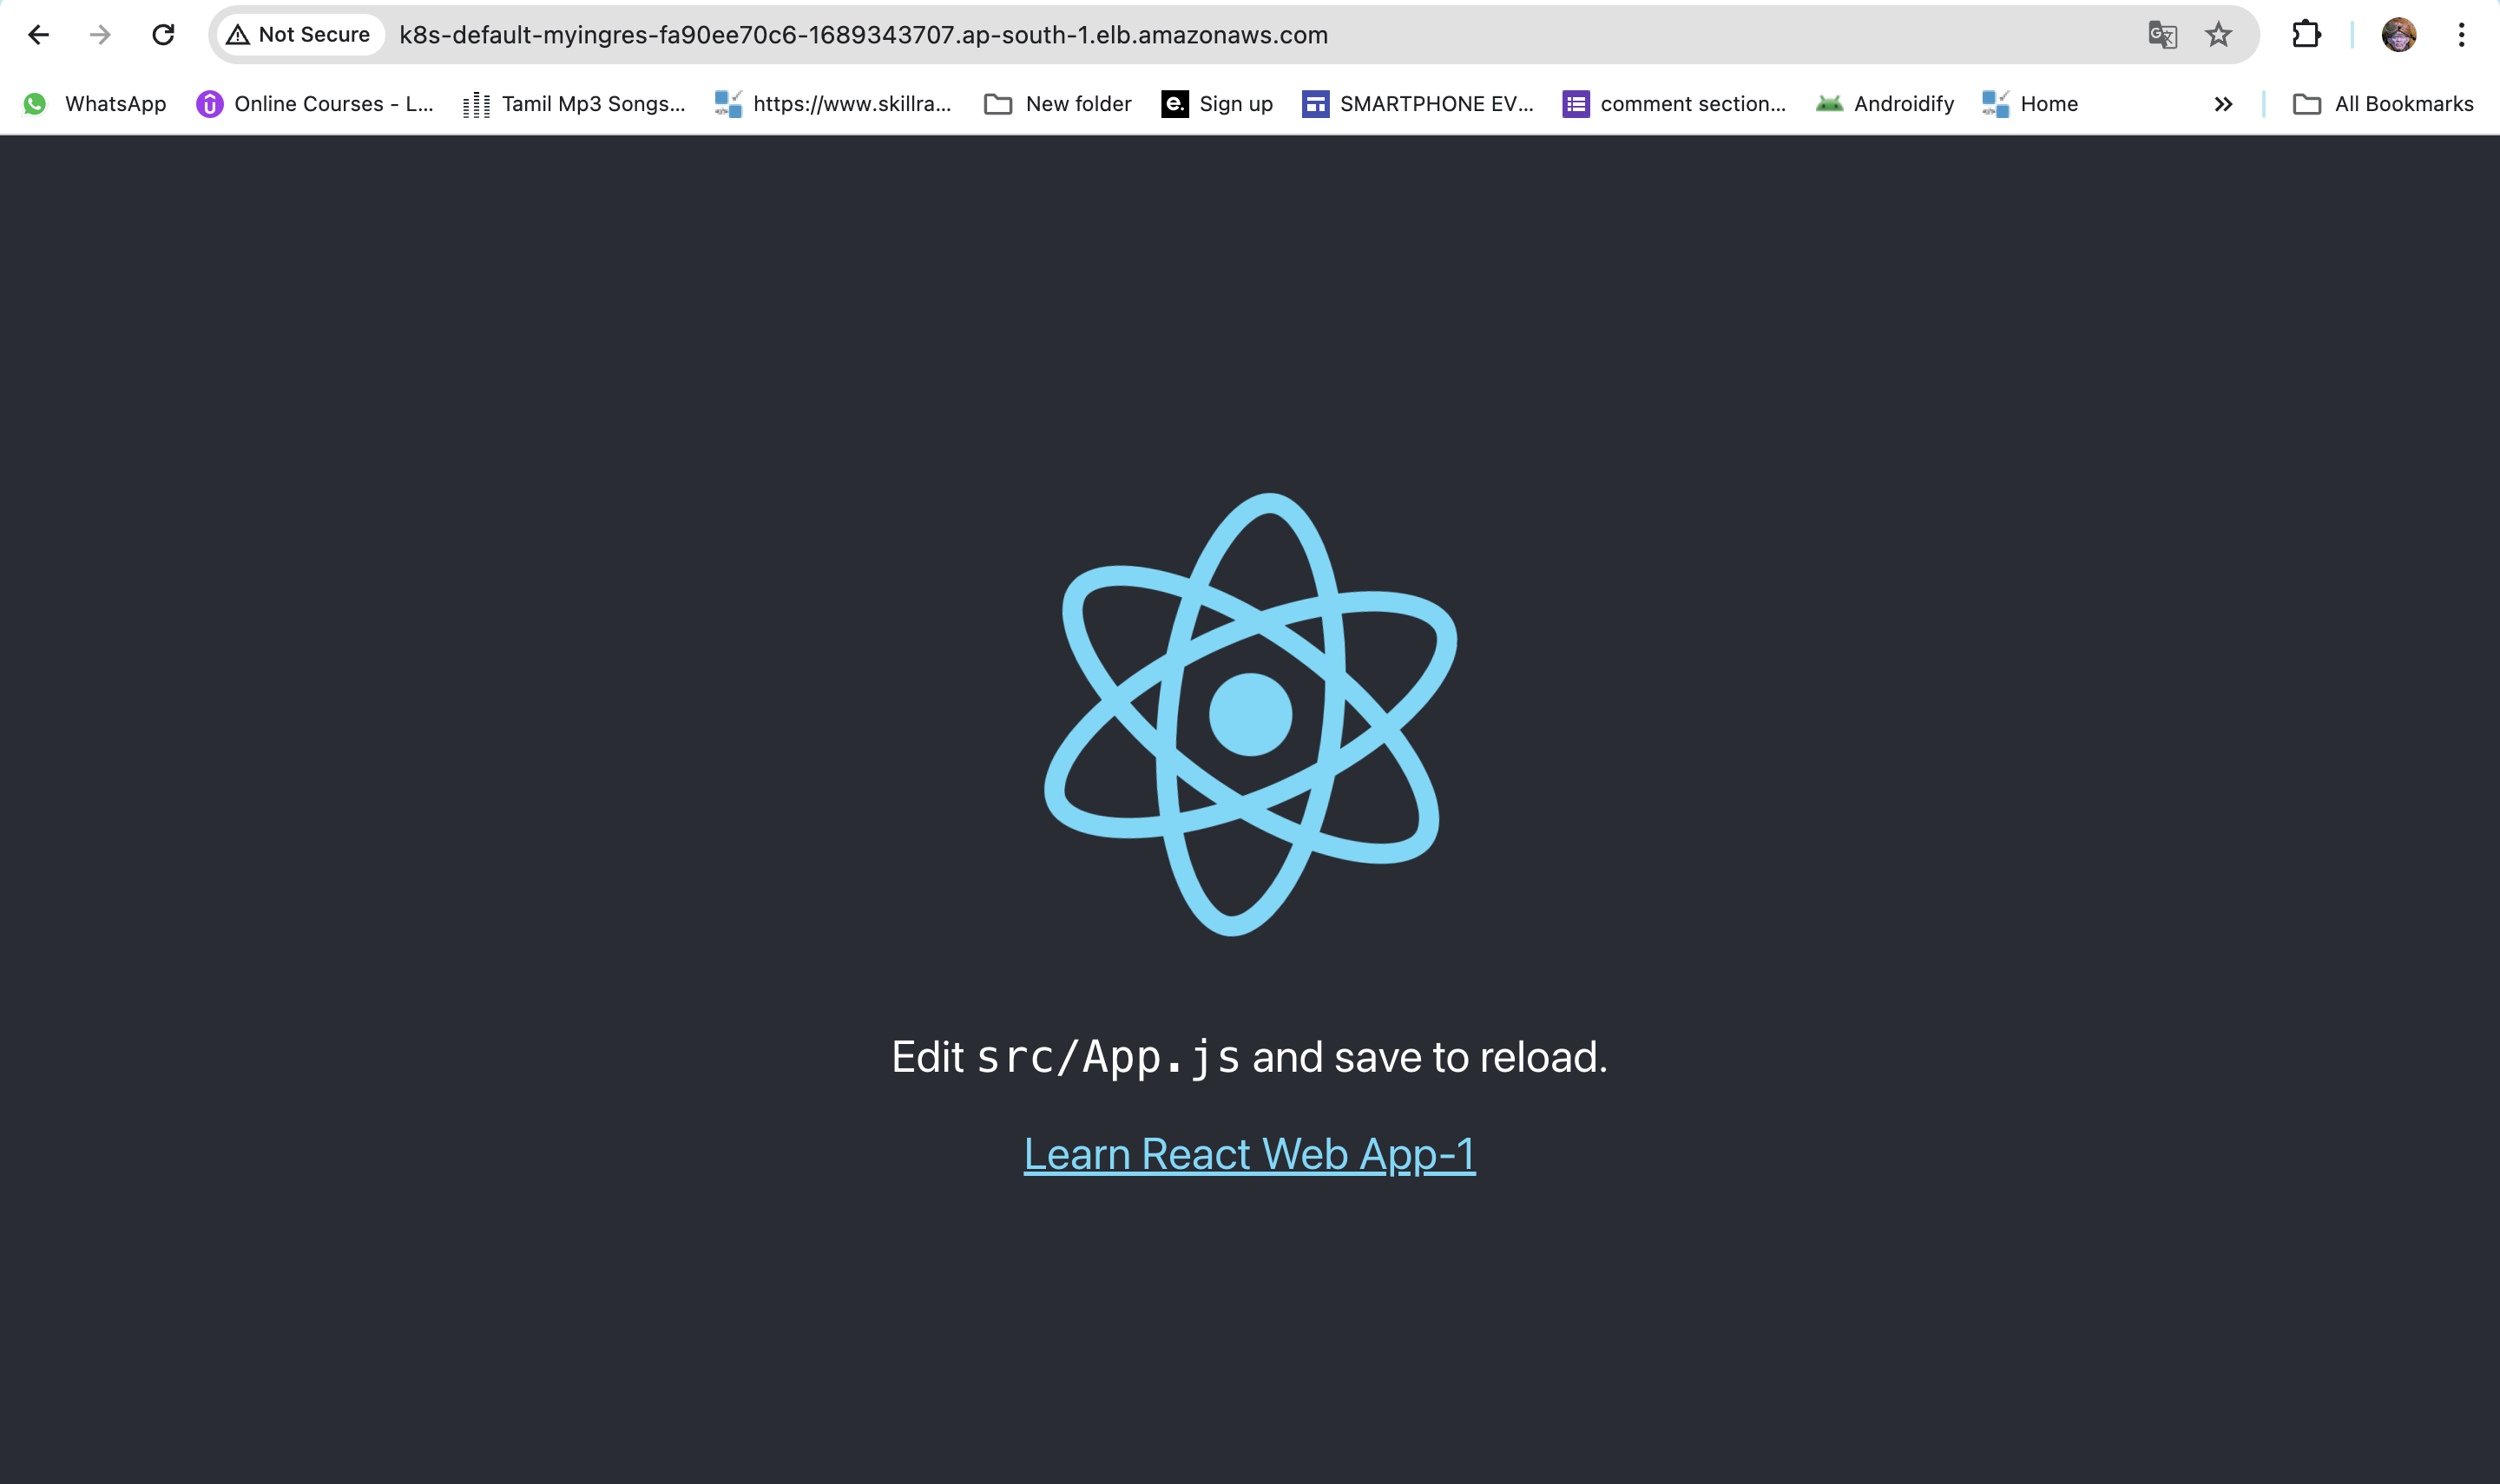 Not Secure k8s-default-myingres-fa90ee70c6-1689343707.ap-south-1.elb.amazonaws.com
WhatsApp Online Courses - L... Tamil Mp3 Songs... https://www.skillra... New folder e. Sign up SMARTPHONE EV... comment section... Androidify Home All Bookmarks
Edit src/App.js and save to reload.
Learn React Web App-1